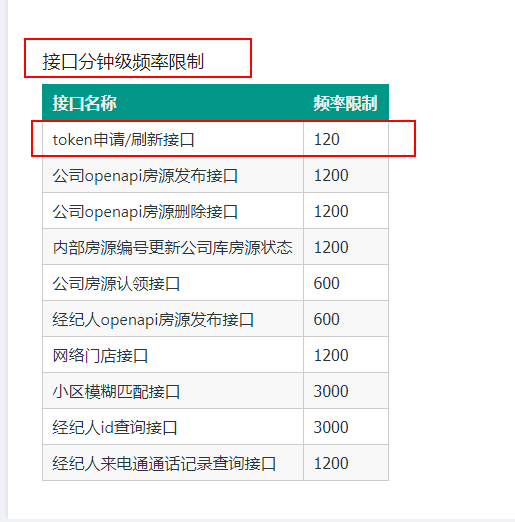 接口分钟级频率限制
接口名称 频率限制
token申请/刷新接口 120
公司openapi房源发布接口 1200
公司openapi房源删除接口 1200
内部房源编号更新公司库房源状态 1200
公司房源认领接口 600
经纪人openapi房源发布接口 600
网络门店接口 1200
小区模糊匹配接口 3000
经纪人id查询接口 3000
经纪人来电通通话记录查询接口 1200